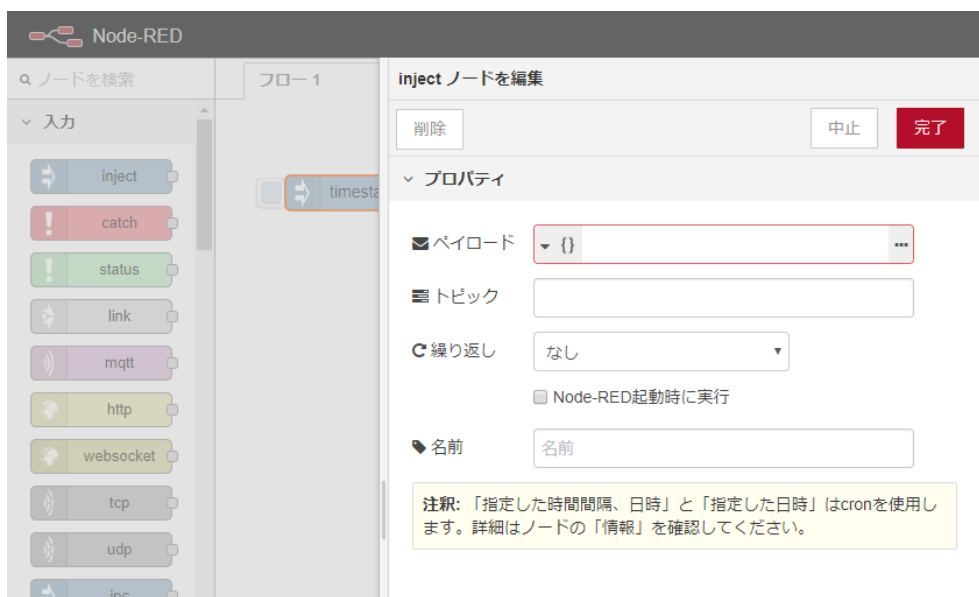 Node-RED
ノードを検索
フロー 1
inject ノードを編集
入力
削除
中止
完了
プロパティ
inject
timesta
catch
ペイロード
{}
status
トピック
link
繰り返し
なし
mqtt
Node-RED起動時に実行
http
名前
名前
websocket
tcp
注釈: 「指定した時間間隔、日時」と「指定した日時」はcronを使用し
ます。詳細はノードの「情報」を確認してください。
udp